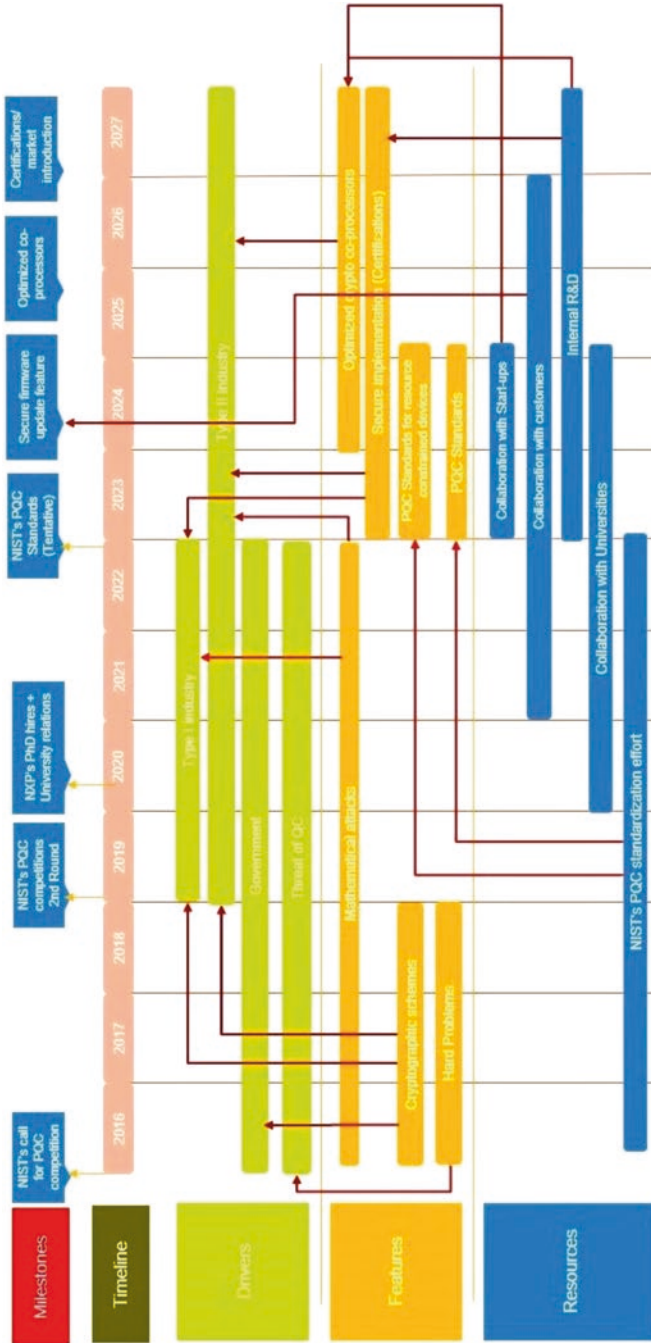 Milestones
NIST's call
for PQC
competition
NIST's PQC
competitions
2nd Round
NXP's PhD hires +
University relations
NIST's PQC
Standards
(Tentative)
Secure firmware
update feature
Optimized co-
processors
Certifications/
market
introduction
Timeline
2016
2017
2018
2019
2020
2021
2022
2023
2024
2025
2026
2027
Drivers
Type I industry
Type II industry
Government
Threat of QC
Features
Mathematical attacks
Optimized crypto co-processors
Secure implementation (Certifications)
Cryptographic schemes
PQC Standards for resource
constrained devices
Hard Problems
PQC Standards
Resources
Collaboration with Start-ups
Collaboration with customers
Internal R&D
Collaboration with Universities
NIST's PQC standardization effort